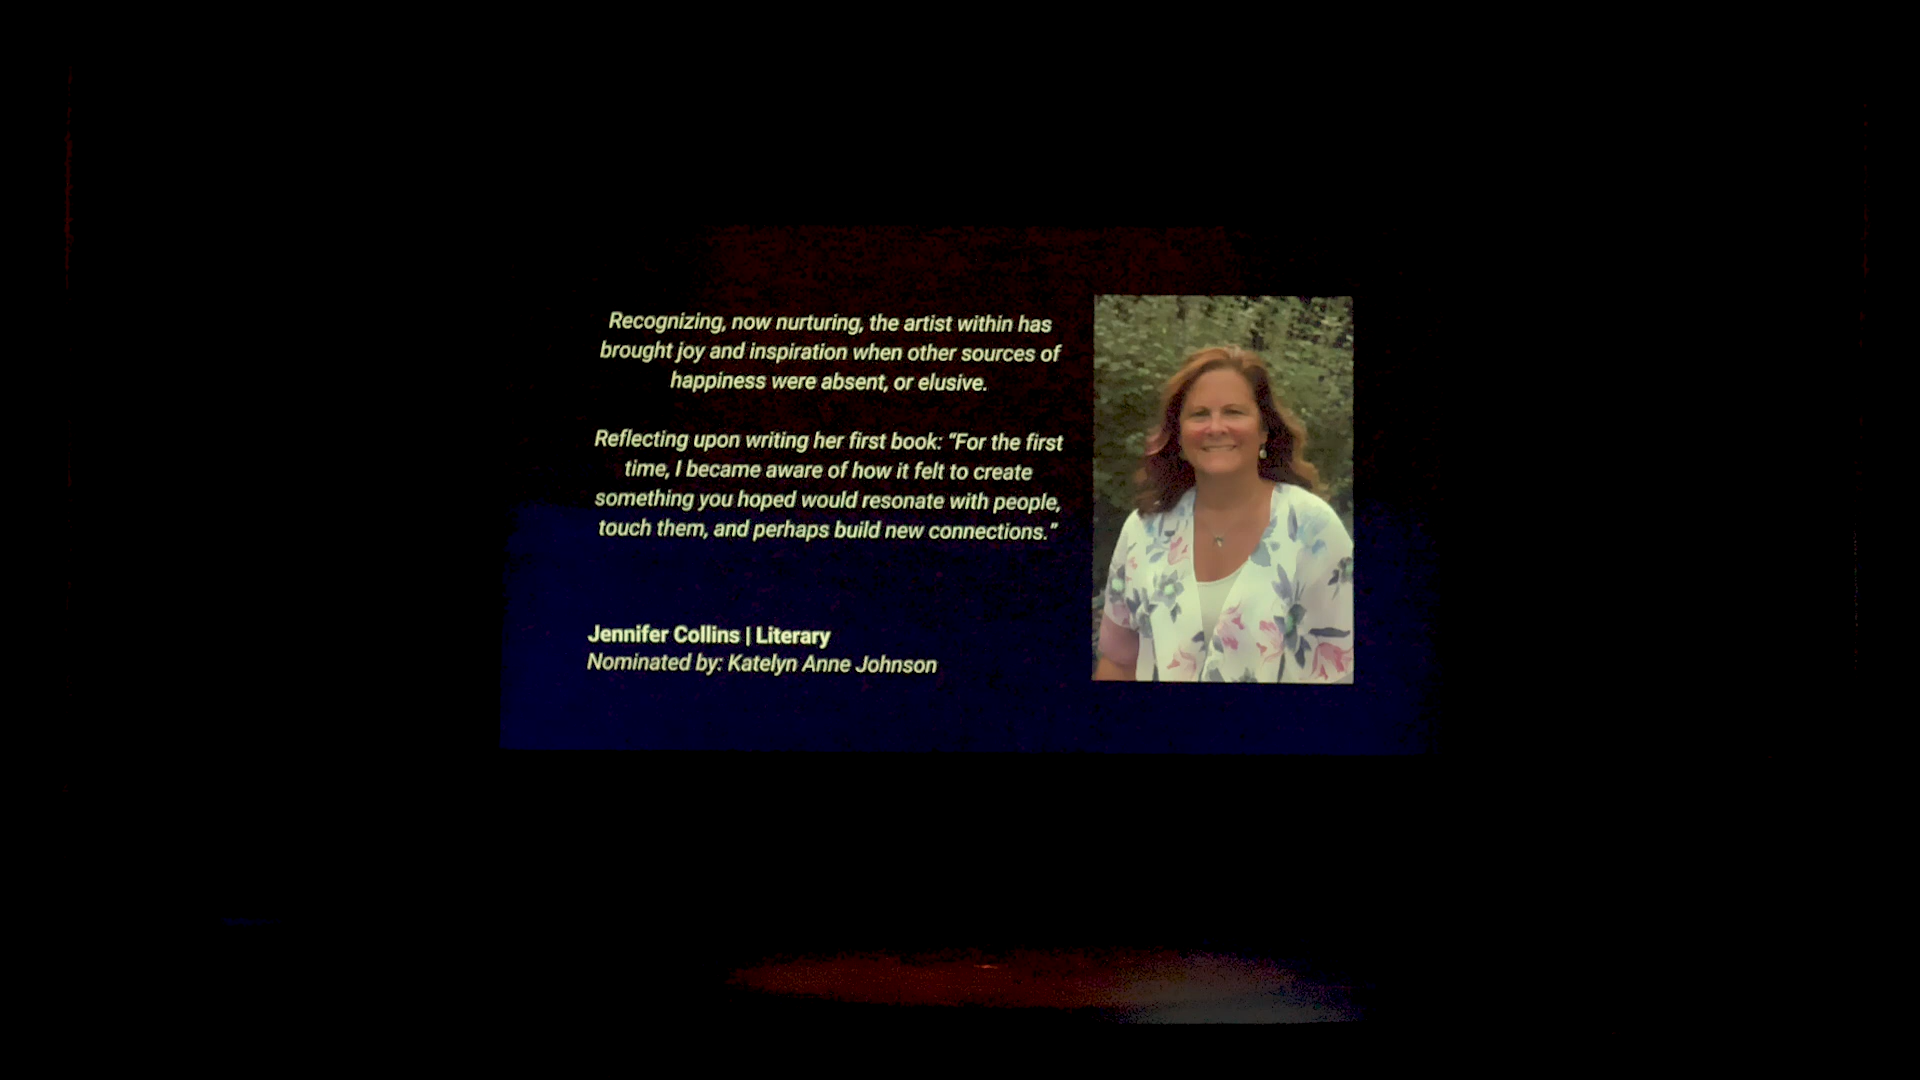 Recognizing, now nurturing, the artist within has
brought joy and inspiration when other sources of
happiness were absent, or elusive.
Reflecting upon writing her first book: “For the first
time, I became aware of how it felt to create
something you hoped would resonate with people,
touch them, and perhaps build new connections.”
Jennifer Collins | Literary
Nominated by: Katelyn Anne Johnson